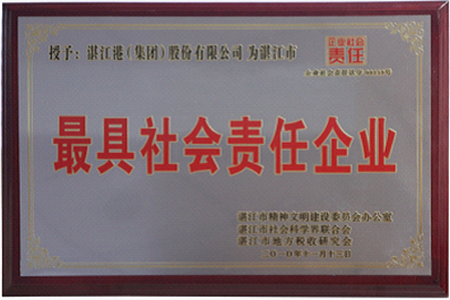 授予：湛江港（集团）股份有限公司 为湛江市
企业社会
责任
最具社会责任企业
湛江市精神文明建设委员会办公室
湛江市社会科学界联合会
湛江市地方税收研究会
二〇一〇年十一月十三日